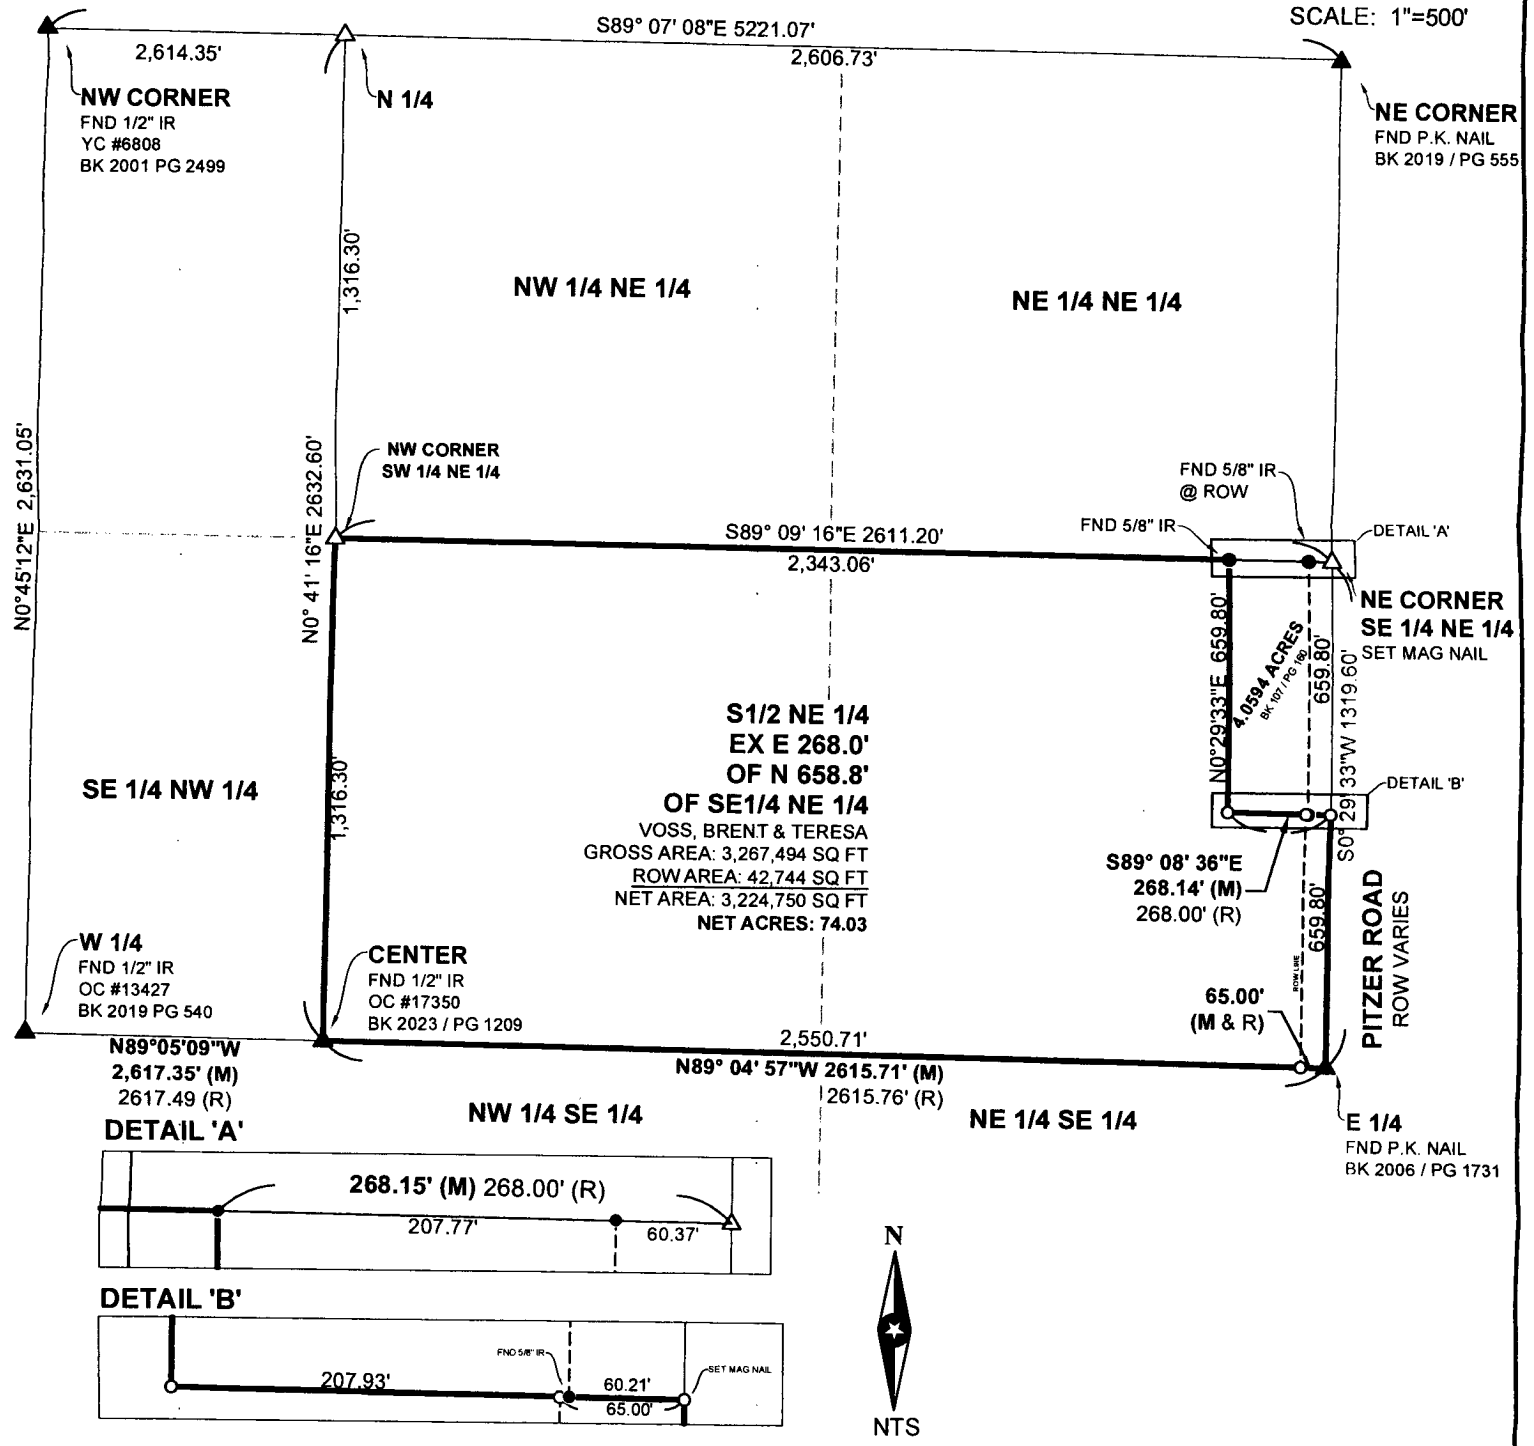 SCALE: 1"=500'
S89° 07' 08"E 5221.07'
2,614.35'
2,606.73'
NW CORNER
FND 1/2" IR
YC #6808
BK 2001 PG 2499
N 1/4
NE CORNER
FND P.K. NAIL
BK 2019 / PG 555
1,316.30'
NW 1/4 NE 1/4
NE 1/4 NE 1/4
N0°45'12"E 2,631.05'
N0° 41' 16"E 2632.60'
NW CORNER
SW 1/4 NE 1/4
FND 5/8" IR
@ ROW
FND 5/8" IR
S89° 09' 16"E 2611.20'
2,343.06'
DETAIL 'A'
NE CORNER
SE 1/4 NE 1/4
SET MAG NAIL
N0°29'33"E 659.80'
4.0594 ACRES
BK 107 / PG 160
659.80'
S0° 29' 33"W 1319.60'
DETAIL 'B'
SE 1/4 NW 1/4
1,316.30'
S1/2 NE 1/4
EX E 268.0'
OF N 658.8'
OF SE1/4 NE 1/4
VOSS, BRENT & TERESA
GROSS AREA: 3,267,494 SQ FT
ROW AREA: 42,744 SQ FT
NET AREA: 3,224,750 SQ FT
NET ACRES: 74.03
S89° 08' 36"E
268.14' (M)
268.00' (R)
659.80'
PITZER ROAD
ROW VARIES
ROW LINE
65.00'
(M & R)
W 1/4
FND 1/2" IR
OC #13427
BK 2019 PG 540
CENTER
FND 1/2" IR
OC #17350
BK 2023 / PG 1209
N89°05'09"W
2,617.35' (M)
2617.49 (R)
2,550.71'
N89° 04' 57"W 2615.71' (M)
2615.76' (R)
NW 1/4 SE 1/4
NE 1/4 SE 1/4
E 1/4
FND P.K. NAIL
BK 2006 / PG 1731
DETAIL 'A'
268.15' (M) 268.00' (R)
207.77'
60.37'
DETAIL 'B'
FND 5/8" IR
SET MAG NAIL
207.93'
60.21'
65.00'
N
NTS